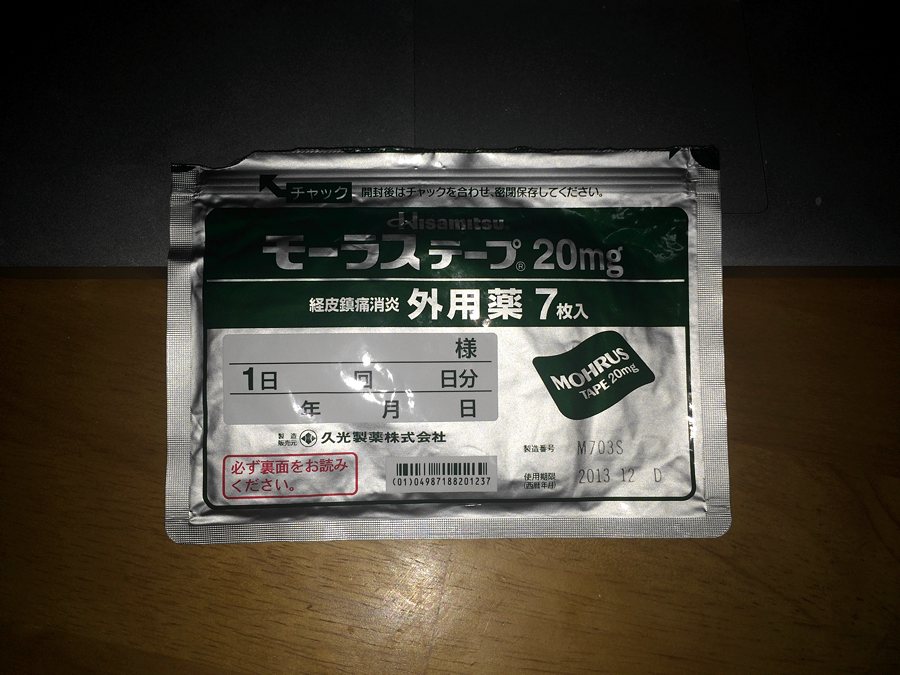 チャック 開封後はチャックを合わせ、密閉保存してください。
Hisamitsu
モーラステープ® 20mg
経皮鎮痛消炎 外用薬 7枚入
様
1日 回 日分
年 月 日
MOHRUS
TAPE 20mg
製造
販売元 久光製薬株式会社
必ず裏面をお読み
ください。
(01)04987188201237
製造番号 M703S
使用期限
(西暦年月) 2013 12 D